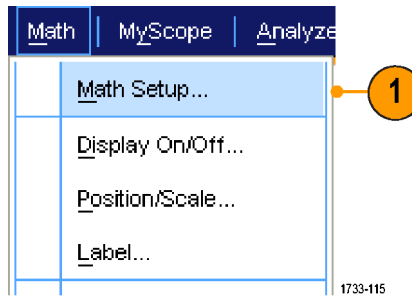 Math | MyScope | Analyze
Math Setup...
1
Display On/Off...
Position/Scale...
Label...
1733-115